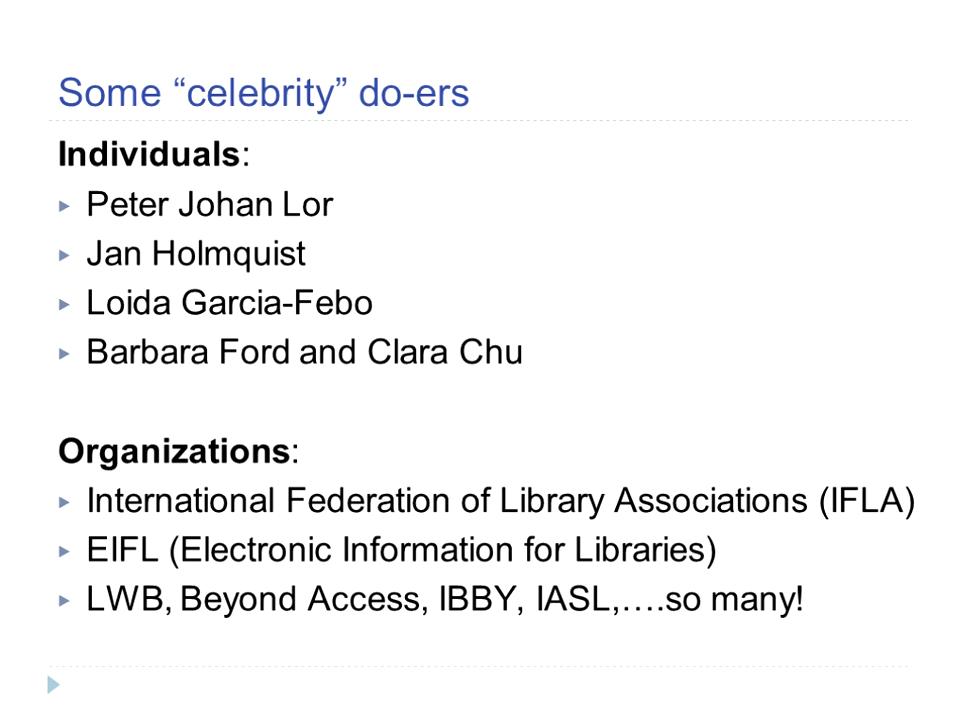 Some “celebrity” do-ers
Individuals:
Peter Johan Lor
Jan Holmquist
Loida Garcia-Febo
Barbara Ford and Clara Chu
Organizations:
International Federation of Library Associations (IFLA)
EIFL (Electronic Information for Libraries)
LWB, Beyond Access, IBBY, IASL,….so many!